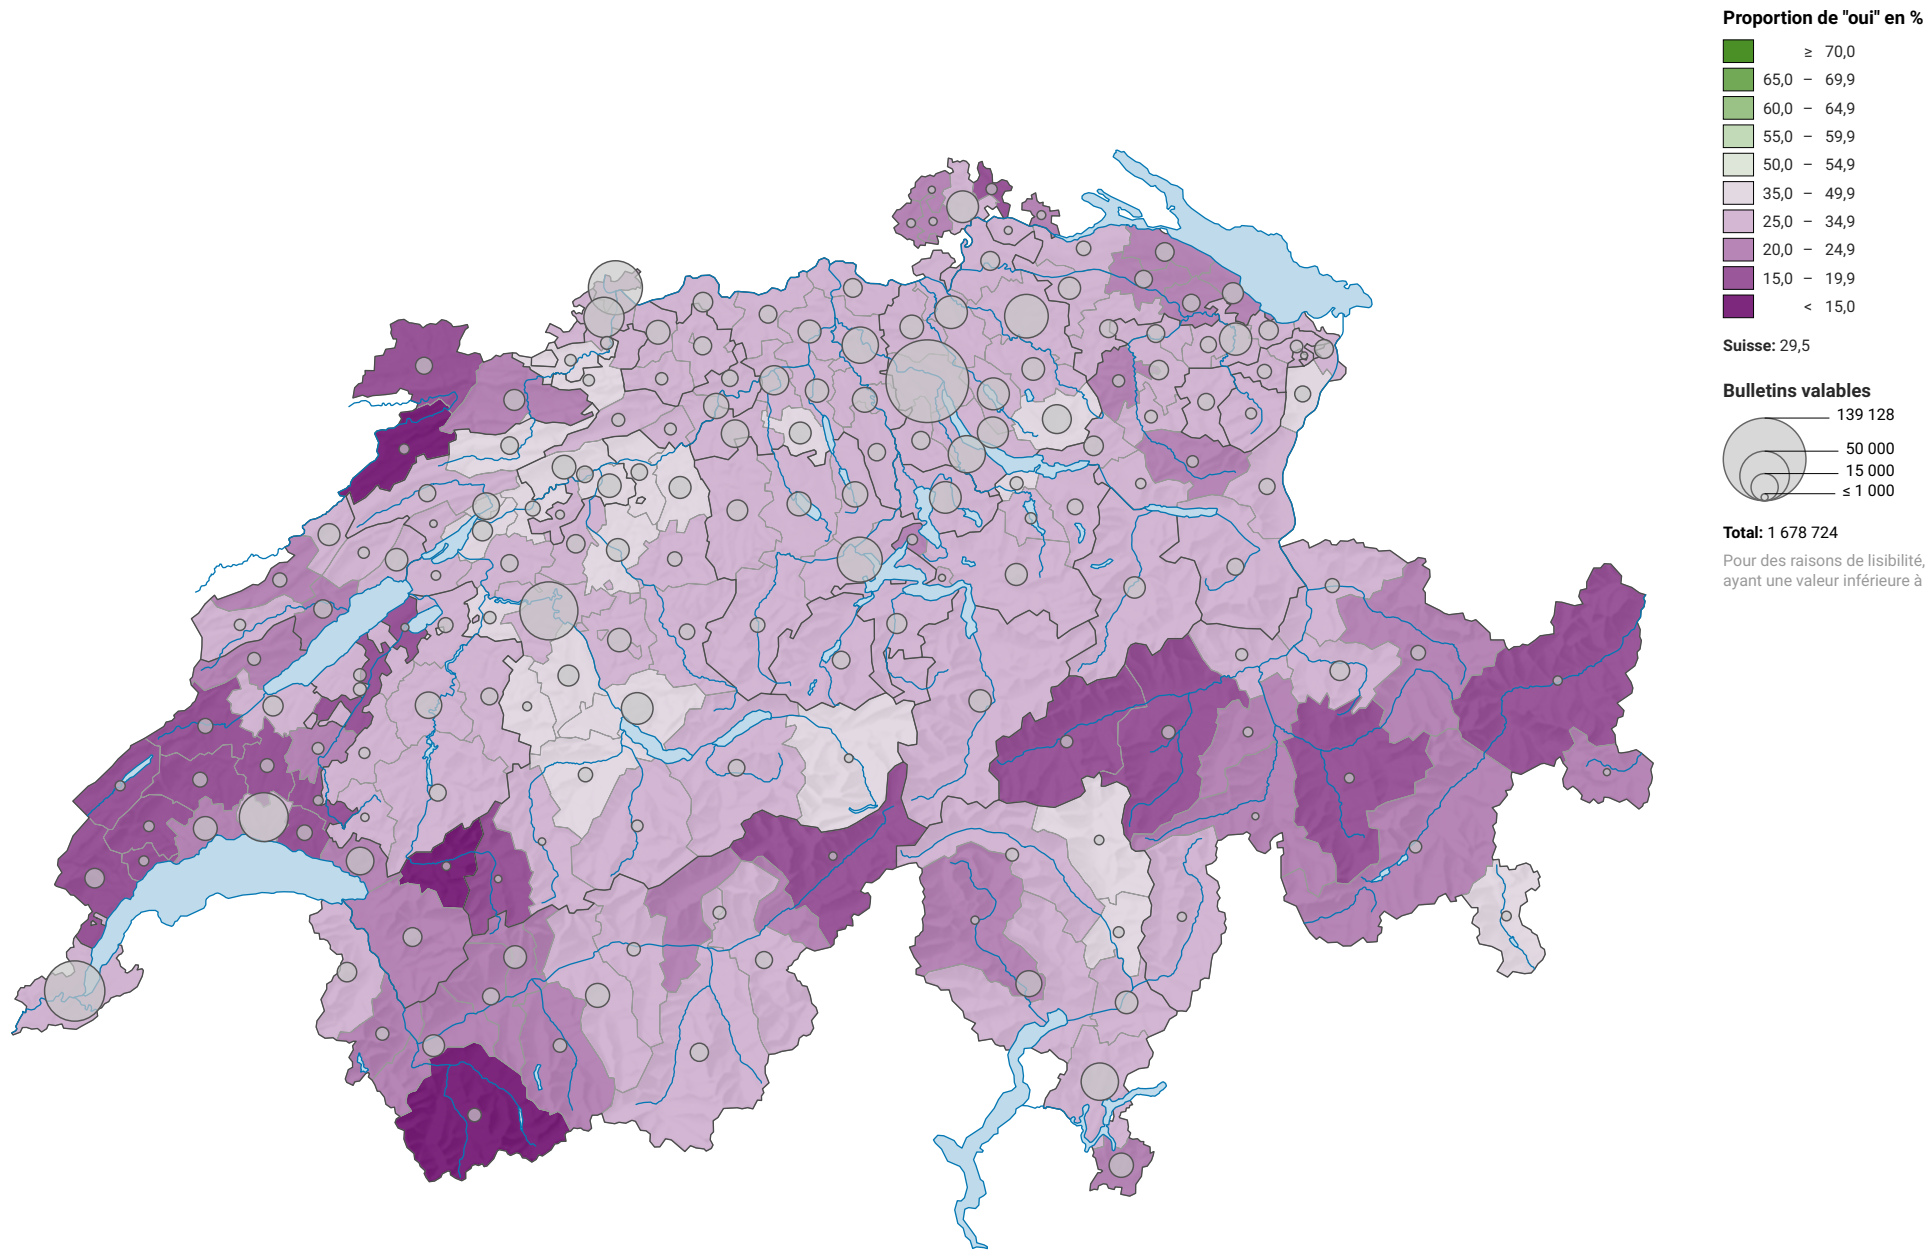 Proportion de "oui" en %
≥ 70,0
65,0 – 69,9
60,0 – 64,9
55,0 – 59,9
50,0 – 54,9
35,0 – 49,9
25,0 – 34,9
20,0 – 24,9
15,0 – 19,9
< 15,0
Suisse: 29,5
Bulletins valables
139 128
50 000
15 000
≤ 1 000
Total: 1 678 724
Pour des raisons de lisibilité,
ayant une valeur inférieure à